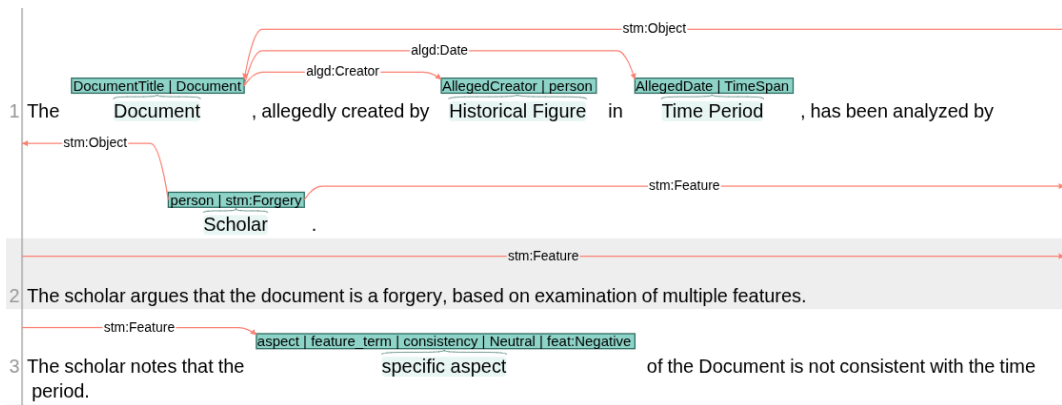 stm:Object
algd:Date
algd:Creator
DocumentTitle | Document AllegedCreator | person AllegedDate | TimeSpan
1 The Document , allegedly created by Historical Figure in Time Period , has been analyzed by
stm:Object
stm:Feature
person | stm:Forgery
Scholar .
stm:Feature
2 The scholar argues that the document is a forgery, based on examination of multiple features.
stm:Feature
aspect | feature_term | consistency | Neutral | feat:Negative
3 The scholar notes that the specific aspect of the Document is not consistent with the time
period.